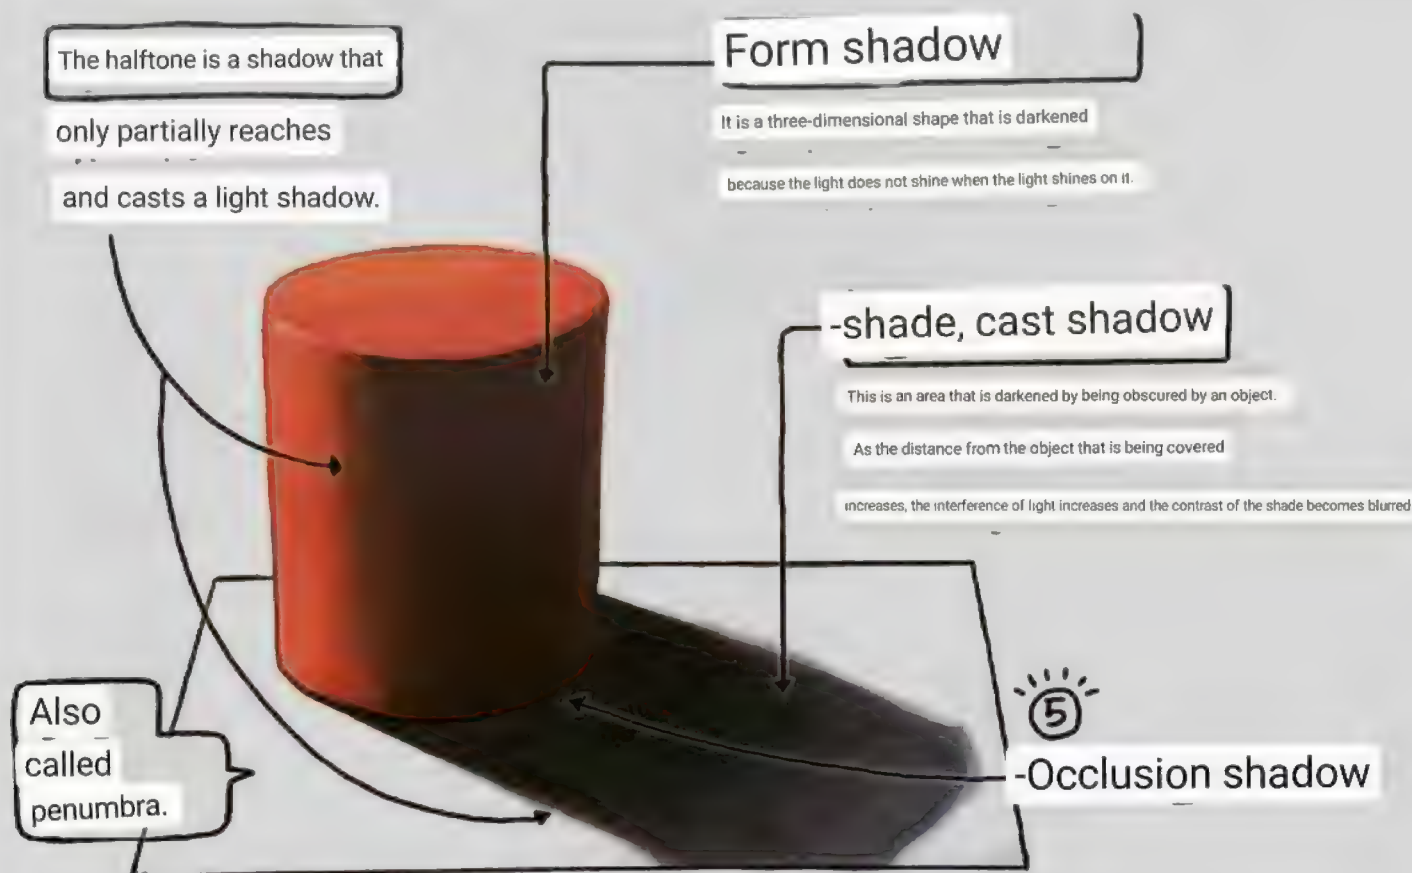 The halftone is a shadow that
only partially reaches
and casts a light shadow.
Form shadow
It is a three-dimensional shape that is darkened
because the light does not shine when the light shines on it.
-shade, cast shadow
This is an area that is darkened by being obscured by an object.
As the distance from the object that is being covered
increases, the interference of light increases and the contrast of the shade becomes blurred
Also
called
penumbra.
5
-Occlusion shadow